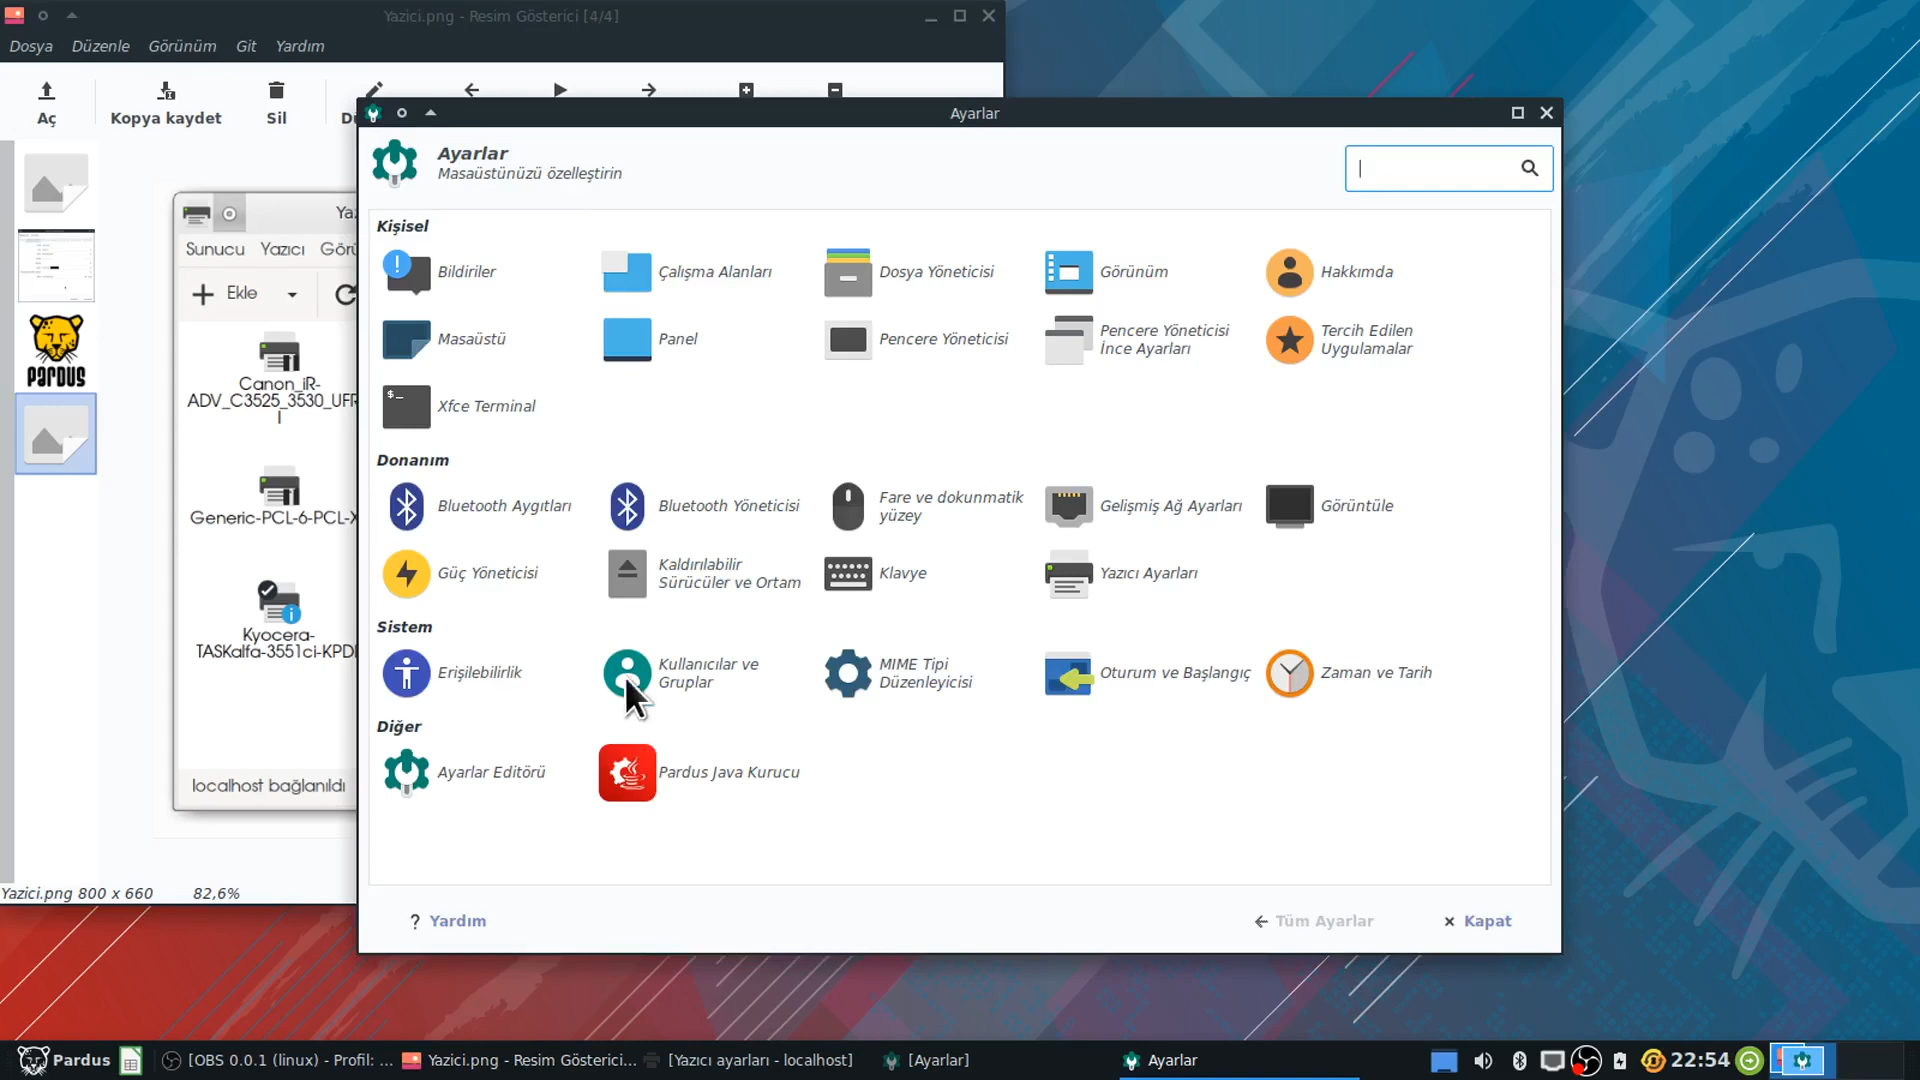 Yazici.png - Resim Gösterici [4/4]
Dosya Düzenle Görünüm Git Yardım
Aç Kopya kaydet Sil
Ayarlar
Ayarlar
Masaüstünüzü özelleştirin
Kişisel
Bildiriler Çalışma Alanları Dosya Yöneticisi Görünüm Hakkımda
Masaüstü Panel Pencere Yöneticisi Pencere Yöneticisi İnce Ayarları Tercih Edilen Uygulamalar
$_
Xfce Terminal
Donanım
Bluetooth Aygıtları Bluetooth Yöneticisi Fare ve dokunmatik yüzey Gelişmiş Ağ Ayarları Görüntüle
Güç Yöneticisi Kaldırılabilir Sürücüler ve Ortam Klavye Yazıcı Ayarları
Sistem
Erişilebilirlik Kullanıcılar ve Gruplar MIME Tipi Düzenleyicisi Oturum ve Başlangıç Zaman ve Tarih
Diğer
Ayarlar Editörü Pardus Java Kurucu
? Yardım
Tüm Ayarlar
Kapat
PARDUS
Sunucu Yazıcı
Ekle
Canon_iR-
ADV_C3525_3530_UFR
I
Generic-PCL-6-PCL-X
Kyocera-
TASKalfa-3551ci-KPD
localhost bağlanıldı
Yazici.png 800 x 660 82,6%
Pardus
[OBS 0.0.1 (linux) - Profil: ...
Yazici.png - Resim Gösterici...
[Yazıcı ayarları - localhost]
[Ayarlar]
Ayarlar
22:54